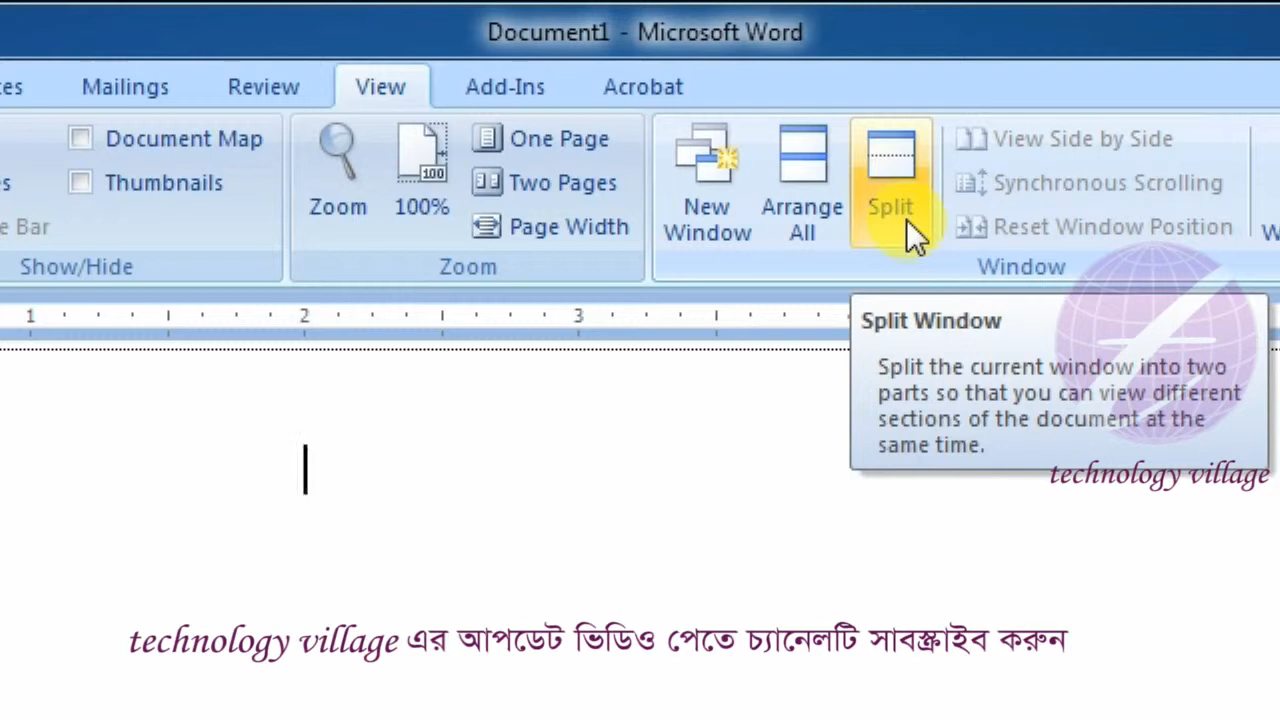 Document1 - Microsoft Word
tes Mailings Review View Add-Ins Acrobat
Document Map
Thumbnails
e Bar
Show/Hide
Zoom
100%
One Page
Two Pages
Page Width
Zoom
New Window
Arrange All
Split
View Side by Side
Synchronous Scrolling
Reset Window Position
Window
1 2 3
Split Window
Split the current window into two
parts so that you can view different
sections of the document at the
same time.
technology village
technology village এর আপডেট ভিডিও পেতে চ্যানেলটি সাবস্ক্রাইব করুন